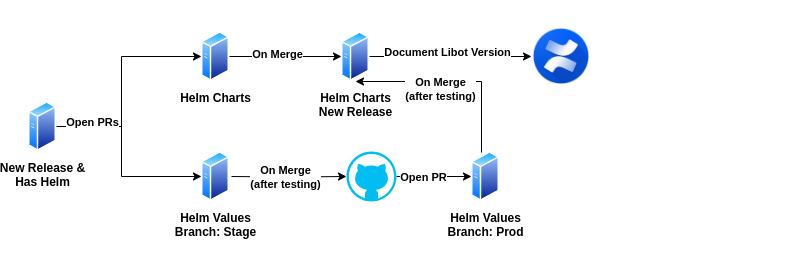 On Merge
Document Libot Version
On Merge
(after testing)
Helm Charts
Helm Charts
New Release
Open PRs
New Release &
Has Helm
On Merge
(after testing)
Open PR
Helm Values
Branch: Stage
Helm Values
Branch: Prod